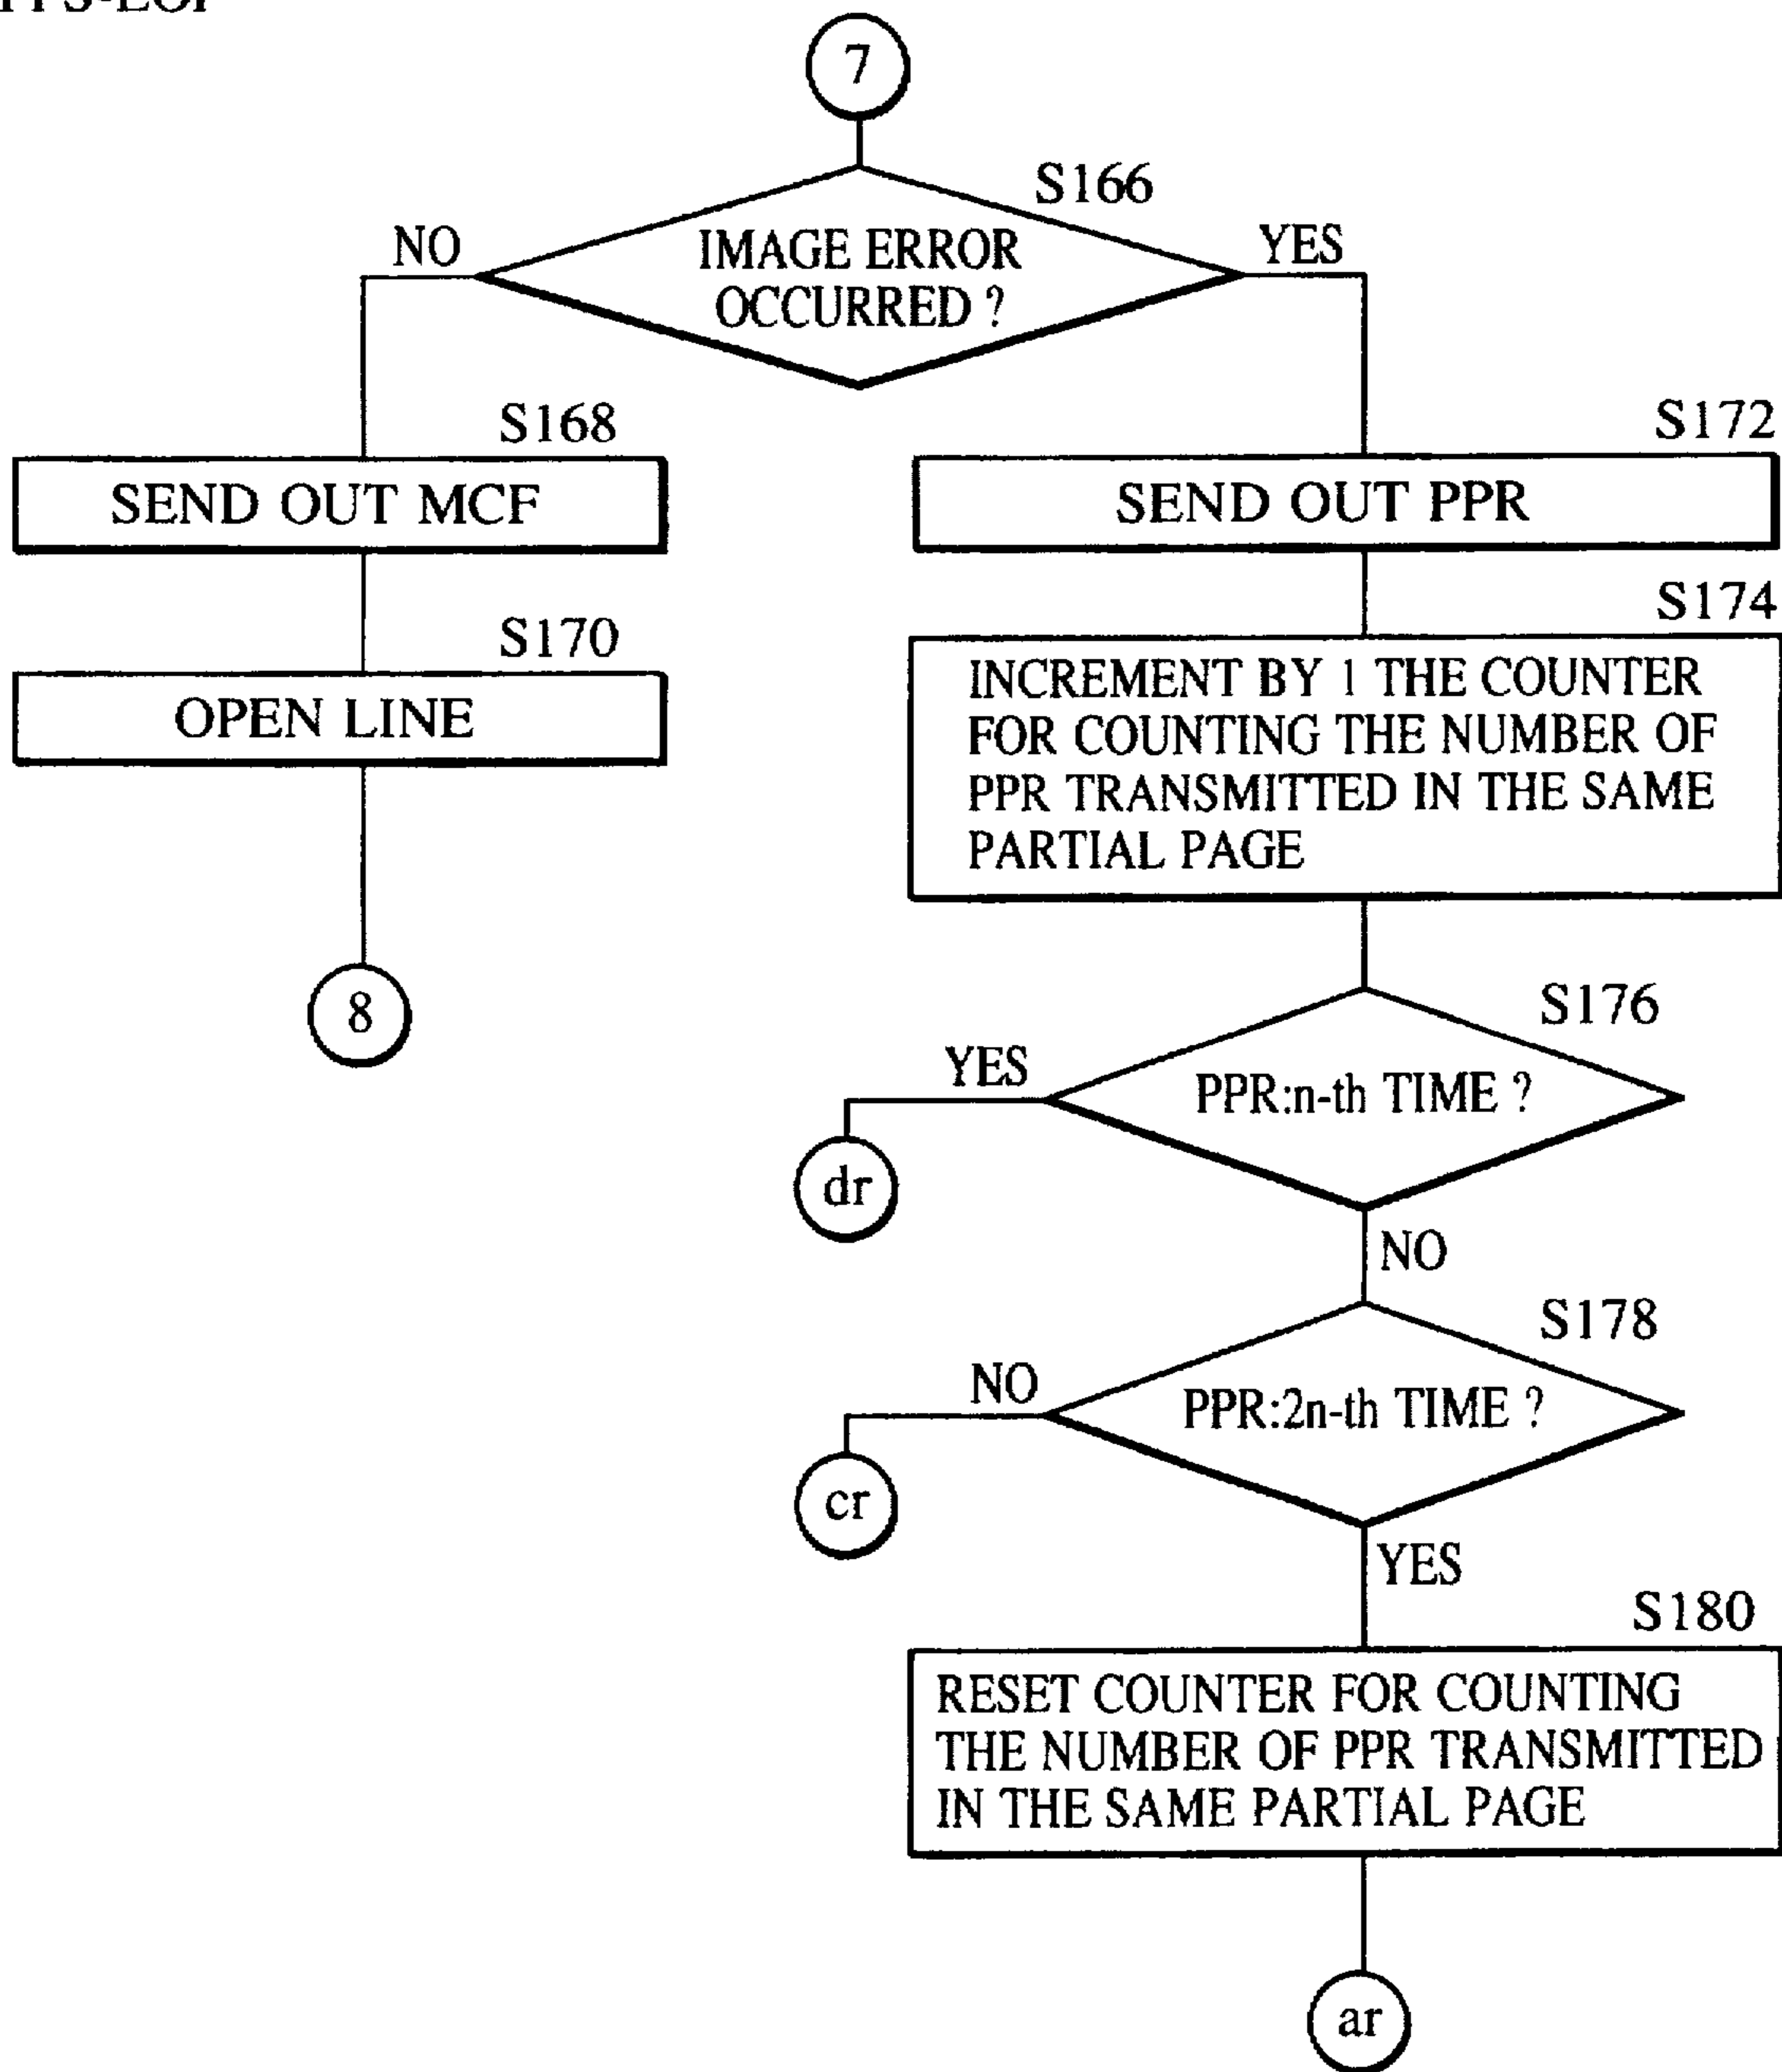 7
S166
NO
YES
IMAGE ERROR
OCCURRED ?
S168
SEND OUT MCF
S170
OPEN LINE
8
S172
SEND OUT PPR
S174
INCREMENT BY 1 THE COUNTER
FOR COUNTING THE NUMBER OF
PPR TRANSMITTED IN THE SAME
PARTIAL PAGE
S176
YES
PPR:n-th TIME ?
dr
NO
S178
NO
PPR:2n-th TIME ?
cr
YES
S180
RESET COUNTER FOR COUNTING
THE NUMBER OF PPR TRANSMITTED
IN THE SAME PARTIAL PAGE
ar